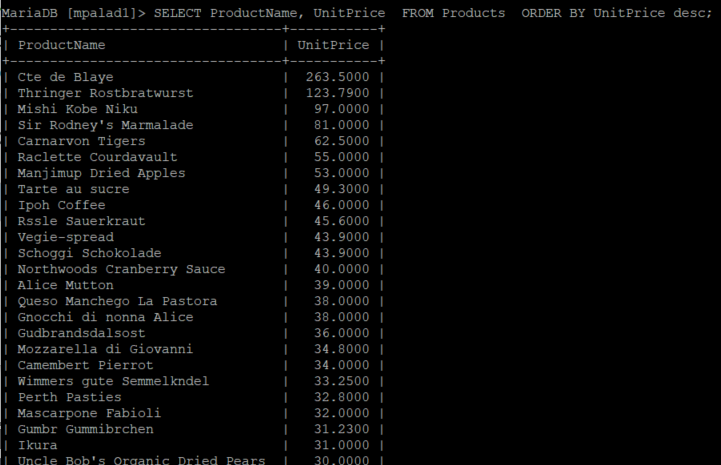 MariaDB [mpalad1]> SELECT ProductName, UnitPrice  FROM Products  ORDER BY UnitPrice desc;
+----------------------------------+-----------+
| ProductName                      | UnitPrice |
+----------------------------------+-----------+
| Cte de Blaye                     |  263.5000 |
| Thringer Rostbratwurst           |  123.7900 |
| Mishi Kobe Niku                  |   97.0000 |
| Sir Rodney's Marmalade           |   81.0000 |
| Carnarvon Tigers                 |   62.5000 |
| Raclette Courdavault             |   55.0000 |
| Manjimup Dried Apples            |   53.0000 |
| Tarte au sucre                   |   49.3000 |
| Ipoh Coffee                      |   46.0000 |
| Rssle Sauerkraut                 |   45.6000 |
| Vegie-spread                     |   43.9000 |
| Schoggi Schokolade               |   43.9000 |
| Northwoods Cranberry Sauce       |   40.0000 |
| Alice Mutton                     |   39.0000 |
| Queso Manchego La Pastora        |   38.0000 |
| Gnocchi di nonna Alice           |   38.0000 |
| Gudbrandsdalsost                 |   36.0000 |
| Mozzarella di Giovanni           |   34.8000 |
| Camembert Pierrot                |   34.0000 |
| Wimmers gute Semmelkndel         |   33.2500 |
| Perth Pasties                    |   32.8000 |
| Mascarpone Fabioli               |   32.0000 |
| Gumbr Gummibrchen                |   31.2300 |
| Ikura                            |   31.0000 |
| Uncle Bob's Organic Dried Pears  |   30.0000 |